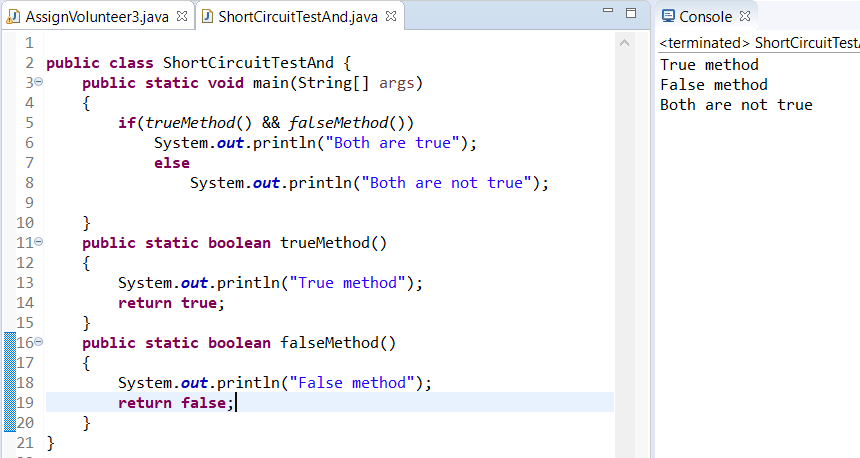 AssignVolunteer3.java
ShortCircuitTestAnd.java
1
2 public class ShortCircuitTestAnd {
3 public static void main(String[] args)
4 {
5 if(trueMethod() && falseMethod())
6 System.out.println("Both are true");
7 else
8 System.out.println("Both are not true");
9
10 }
11 public static boolean trueMethod()
12 {
13 System.out.println("True method");
14 return true;
15 }
16 public static boolean falseMethod()
17 {
18 System.out.println("False method");
19 return false;
20 }
21 }
Console
<terminated> ShortCircuitTestA
True method
False method
Both are not true